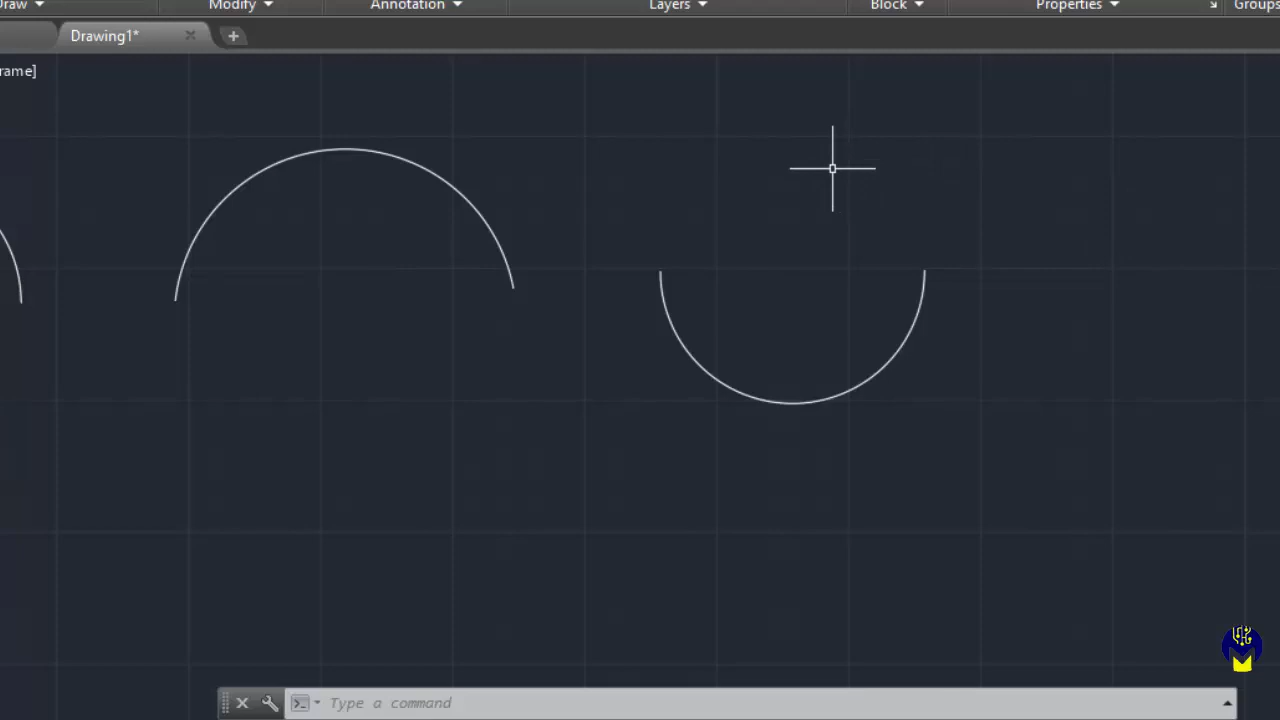 Draw Modify Annotation Layers Block Properties Groups
Drawing1*
rame]
Type a command